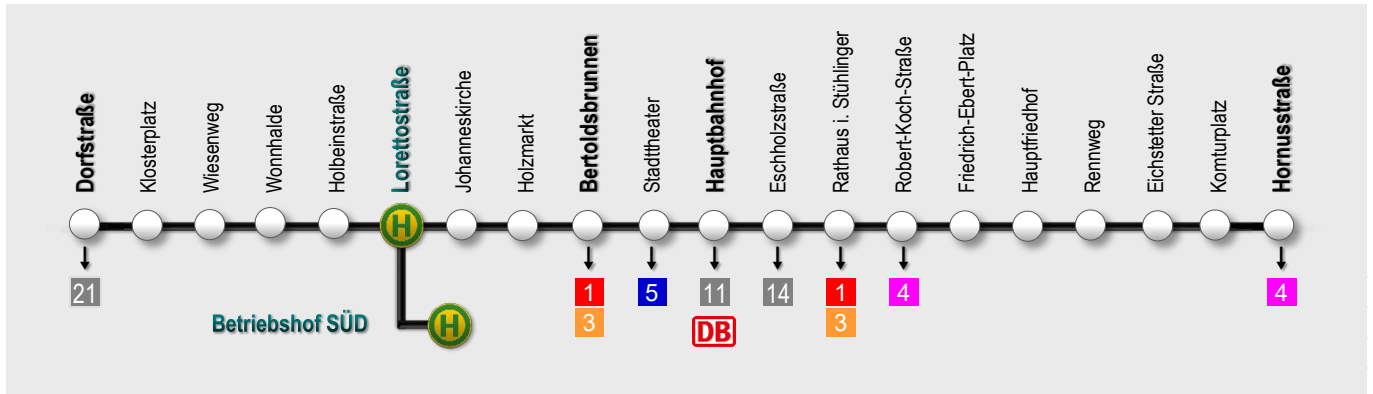 Dorfstraße
Klosterplatz
Wiesenweg
Wonnhalde
Holbeinstraße
Lorettostraße
Johanneskirche
Holzmarkt
Bertoldsbrunnen
Stadttheater
Hauptbahnhof
Eschholzstraße
Rathaus i. Stühlinger
Robert-Koch-Straße
Friedrich-Ebert-Platz
Hauptfriedhof
Rennweg
Eichstetter Straße
Komturplatz
Hornusstraße
H
21
1
5
11
14
1
4
4
3
DB
3
Betriebshof SÜD
H